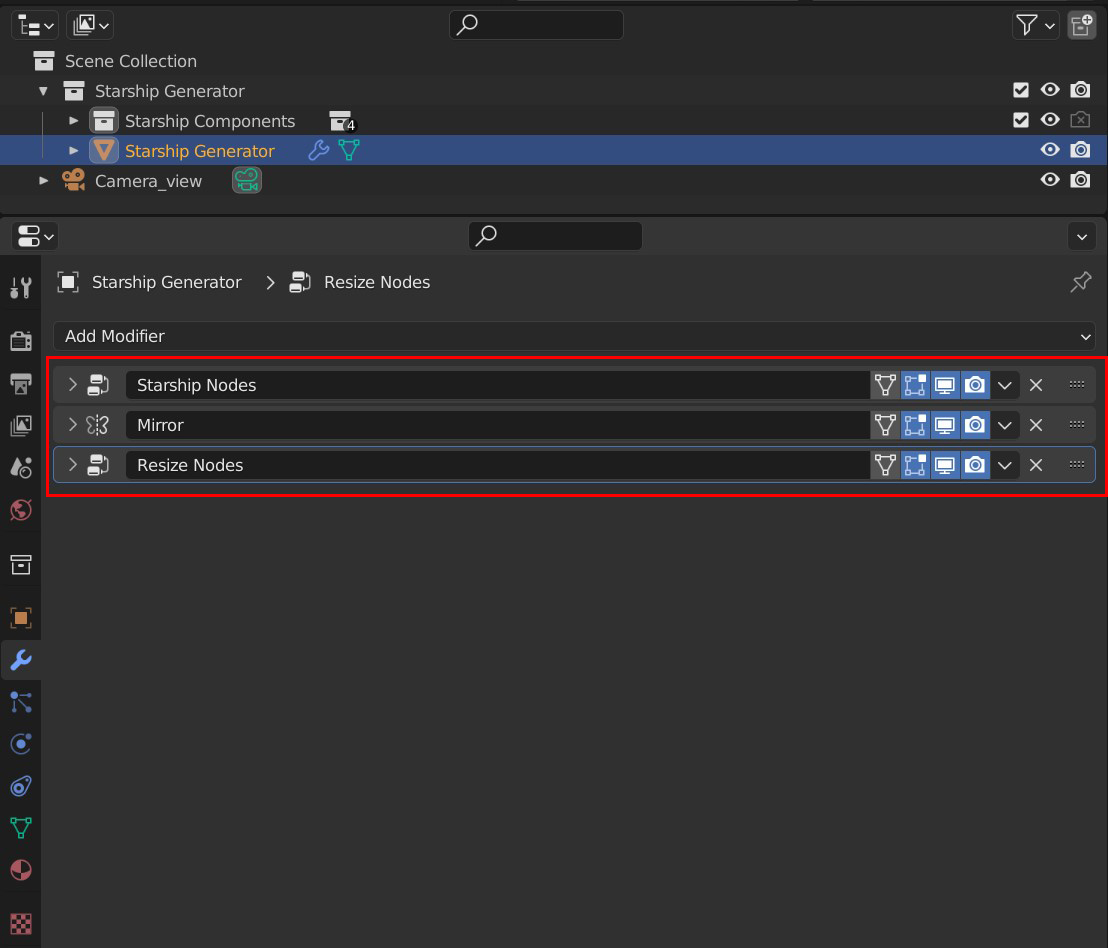 Scene Collection
Starship Generator
Starship Components 4
Starship Generator
Camera_view
Starship Generator Resize Nodes
Add Modifier
Starship Nodes
Mirror
Resize Nodes